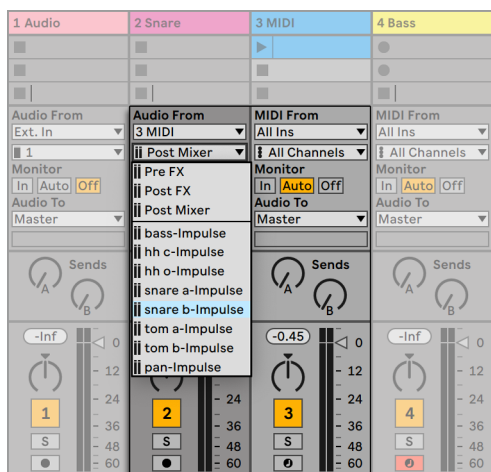 1 Audio 2 Snare 3 MIDI 4 Bass
Audio From Audio From MIDI From MIDI From
Ext. In 3 MIDI All Ins All Ins
1 Post Mixer All Channels All Channels
Monitor Pre FX Monitor Monitor
In Auto Off Post FX In Auto Off In Auto Off
Audio To Post Mixer Audio To Audio To
Master Master Master
bass-Impulse
hh c-Impulse
Sends hh o-Impulse Sends Sends
A snare a-Impulse A A
B snare b-Impulse B B
tom a-Impulse
-Inf tom b-Impulse -0.45 -Inf
0 0 0
pan-Impulse
12 12 12
24 24 24 24
1 2 3 4
36 36 36 36
S S S S
48 48 48 48
60 60 60 60